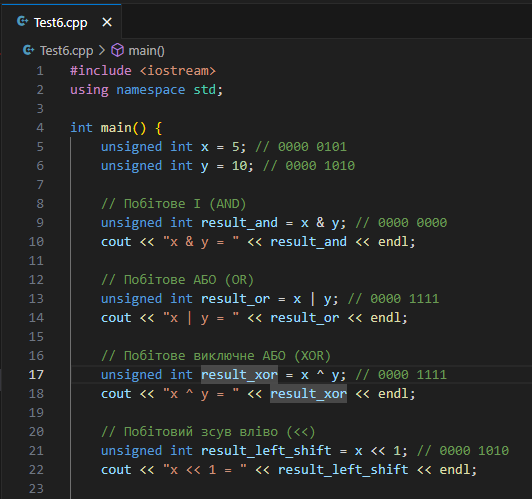 Test6.cpp
Test6.cpp > main()
1 #include <iostream>
2 using namespace std;
3
4 int main() {
5 unsigned int x = 5; // 0000 0101
6 unsigned int y = 10; // 0000 1010
7
8 // Побітове І (AND)
9 unsigned int result_and = x & y; // 0000 0000
10 cout << "x & y = " << result_and << endl;
11
12 // Побітове АБО (OR)
13 unsigned int result_or = x | y; // 0000 1111
14 cout << "x | y = " << result_or << endl;
15
16 // Побітове виключне АБО (XOR)
17 unsigned int result_xor = x ^ y; // 0000 1111
18 cout << "x ^ y = " << result_xor << endl;
19
20 // Побітовий зсув вліво (<<)
21 unsigned int result_left_shift = x << 1; // 0000 1010
22 cout << "x << 1 = " << result_left_shift << endl;
23